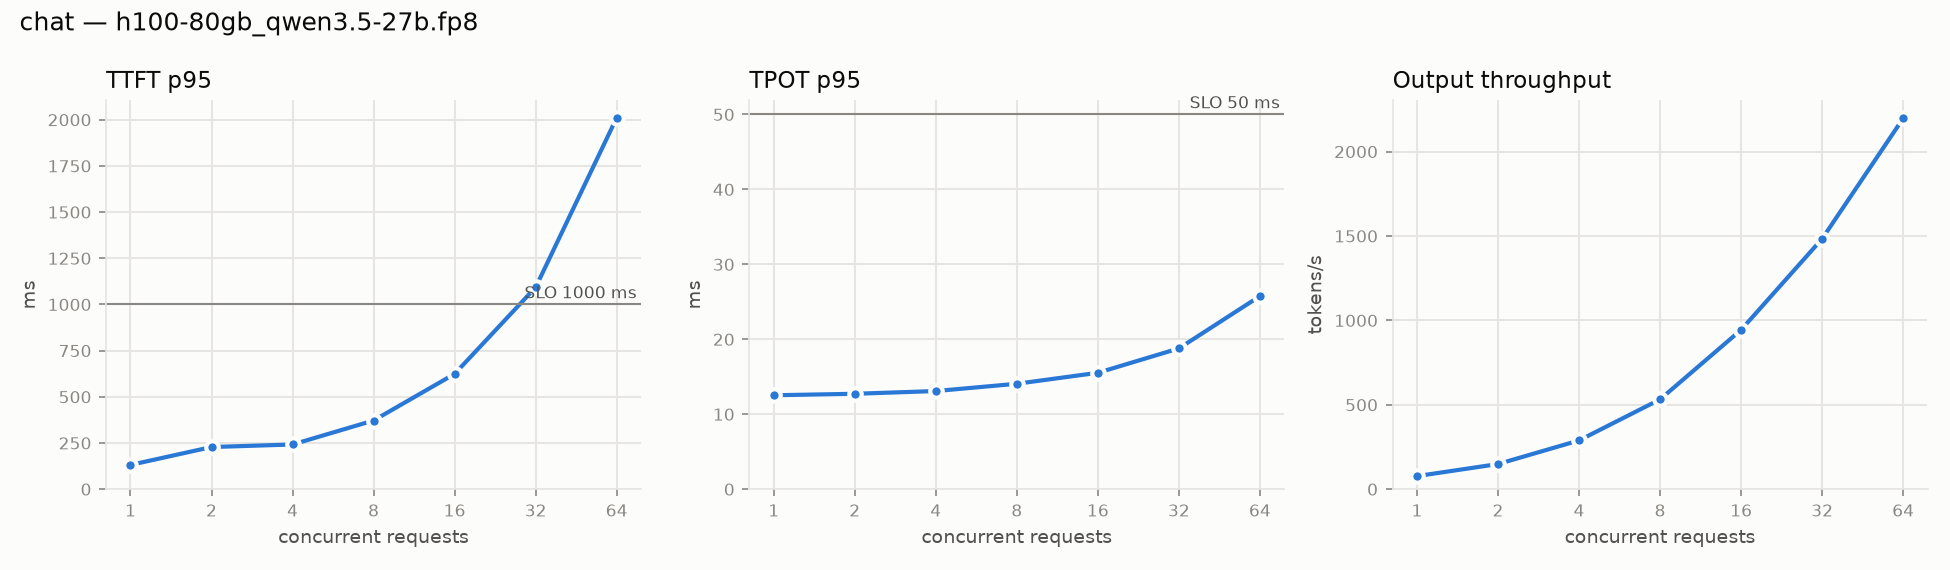 chat — h100-80gb_qwen3.5-27b.fp8
TTFT p95
ms
2000
1750
1500
1250
1000
750
500
250
0
SLO 1000 ms
1 2 4 8 16 32 64
concurrent requests
TPOT p95
ms
50
40
30
20
10
0
SLO 50 ms
1 2 4 8 16 32 64
concurrent requests
Output throughput
tokens/s
2000
1500
1000
500
0
1 2 4 8 16 32 64
concurrent requests